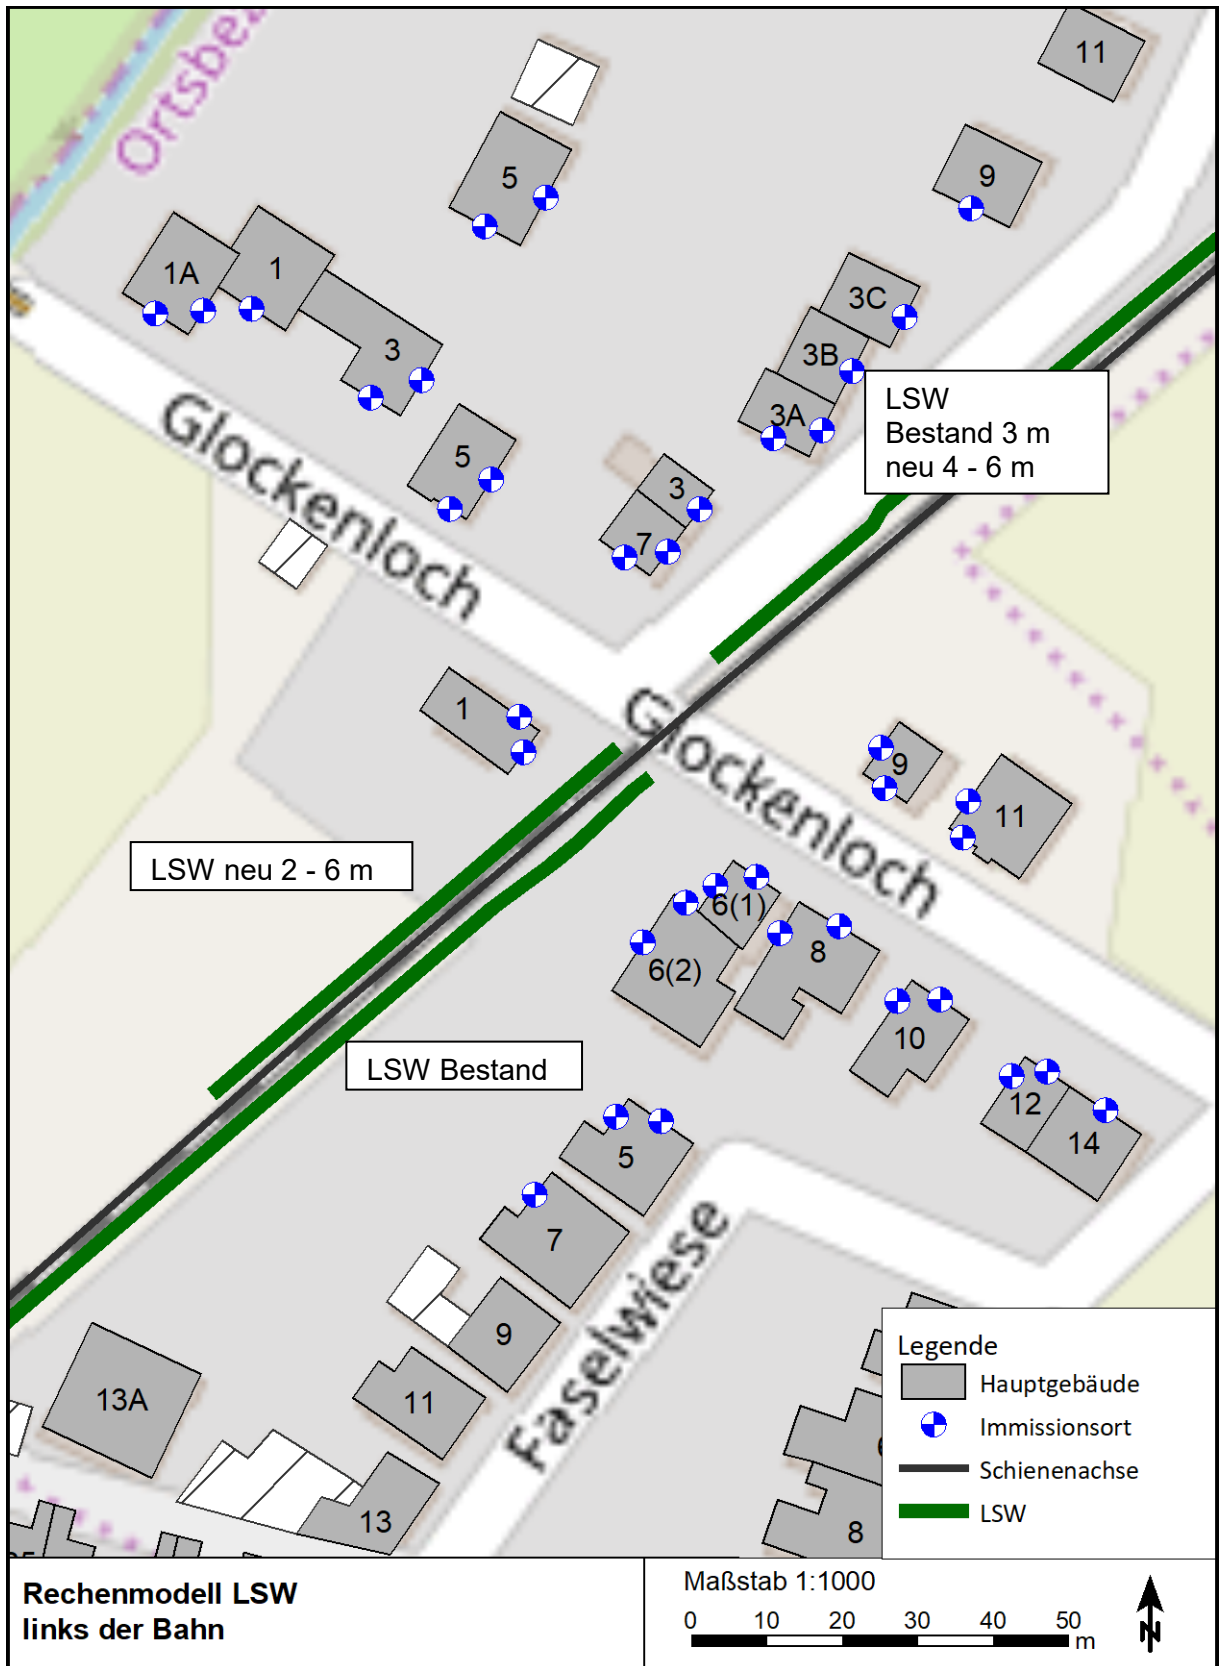 Ortsbe
11
5
9
1A
1
3C
3
3B
3A
LSW
Bestand 3 m
neu 4 - 6 m
5
3
7
Glockenloch
1
Glockenloch
9
11
LSW neu 2 - 6 m
6(1)
8
6(2)
10
LSW Bestand
12
14
5
7
Faselwiese
9
13A
11
13
8
Legende
Hauptgebäude
Immissionsort
Schienenachse
LSW
Rechenmodell LSW
links der Bahn
Maßstab 1:1000
0 10 20 30 40 50
m
N